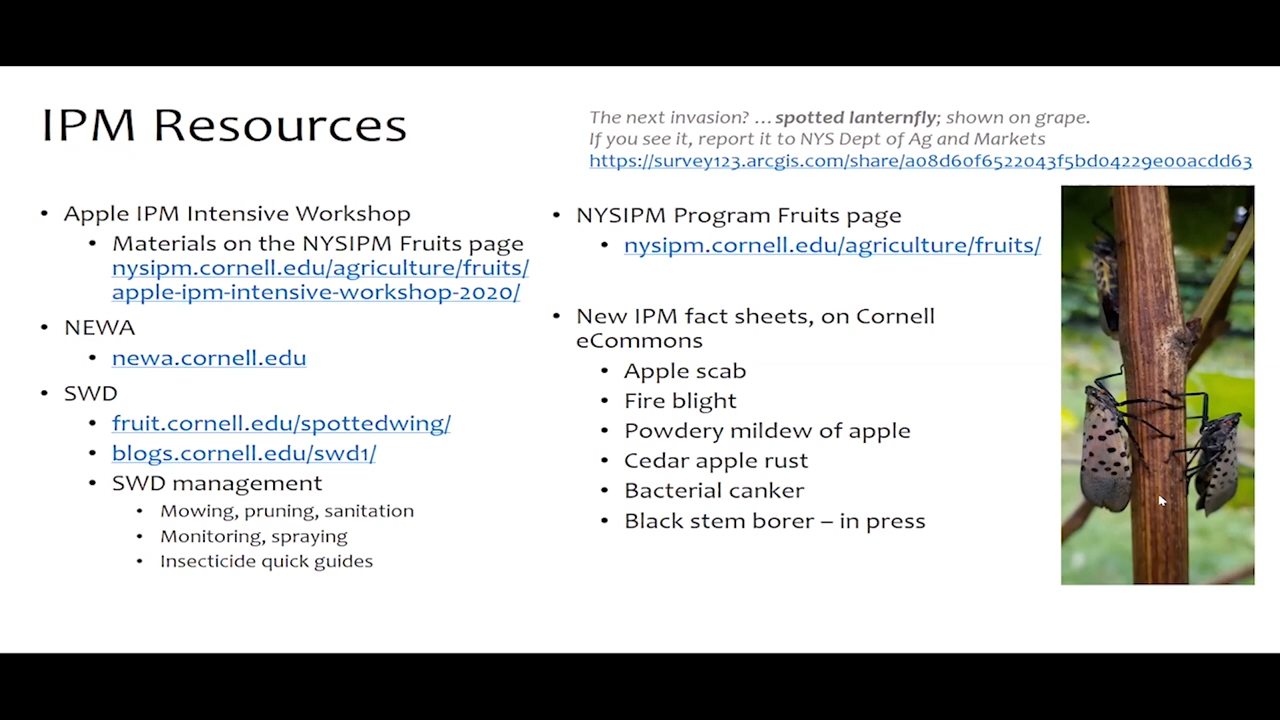 IPM Resources
The next invasion? ... spotted lanternfly; shown on grape.
If you see it, report it to NYS Dept of Ag and Markets
https://survey123.arcgis.com/share/a08d60f6522043f5bd04229e00acdd63
• Apple IPM Intensive Workshop
• Materials on the NYSIPM Fruits page
nysipm.cornell.edu/agriculture/fruits/
apple-ipm-intensive-workshop-2020/
• NEWA
• newa.cornell.edu
• SWD
• fruit.cornell.edu/spottedwing/
• blogs.cornell.edu/swd1/
• SWD management
• Mowing, pruning, sanitation
• Monitoring, spraying
• Insecticide quick guides
• NYSIPM Program Fruits page
• nysipm.cornell.edu/agriculture/fruits/
• New IPM fact sheets, on Cornell
eCommons
• Apple scab
• Fire blight
• Powdery mildew of apple
• Cedar apple rust
• Bacterial canker
• Black stem borer – in press